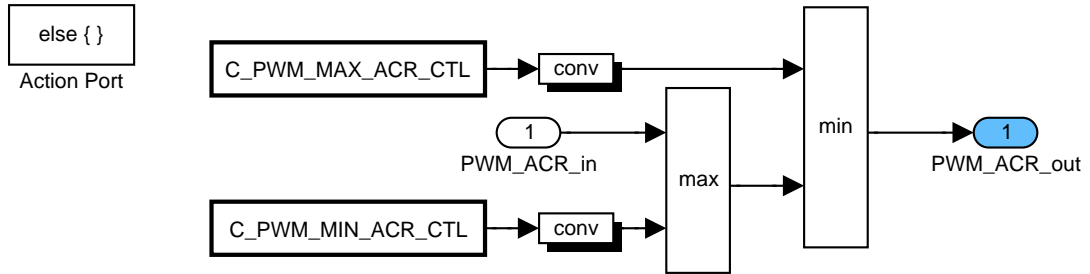 else { }
Action Port
C_PWM_MAX_ACR_CTL
conv
min
1
PWM_ACR_in
max
1
PWM_ACR_out
C_PWM_MIN_ACR_CTL
conv